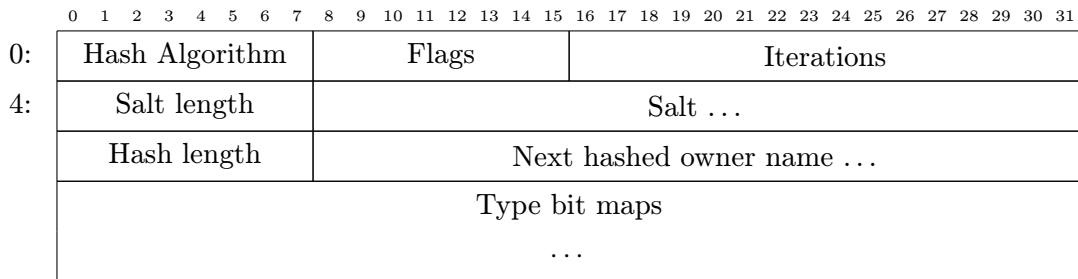 0 1 2 3 4 5 6 7 8 9 10 11 12 13 14 15 16 17 18 19 20 21 22 23 24 25 26 27 28 29 30 31
0: Hash Algorithm Flags Iterations
4: Salt length Salt ...
Hash length Next hashed owner name ...
Type bit maps
...